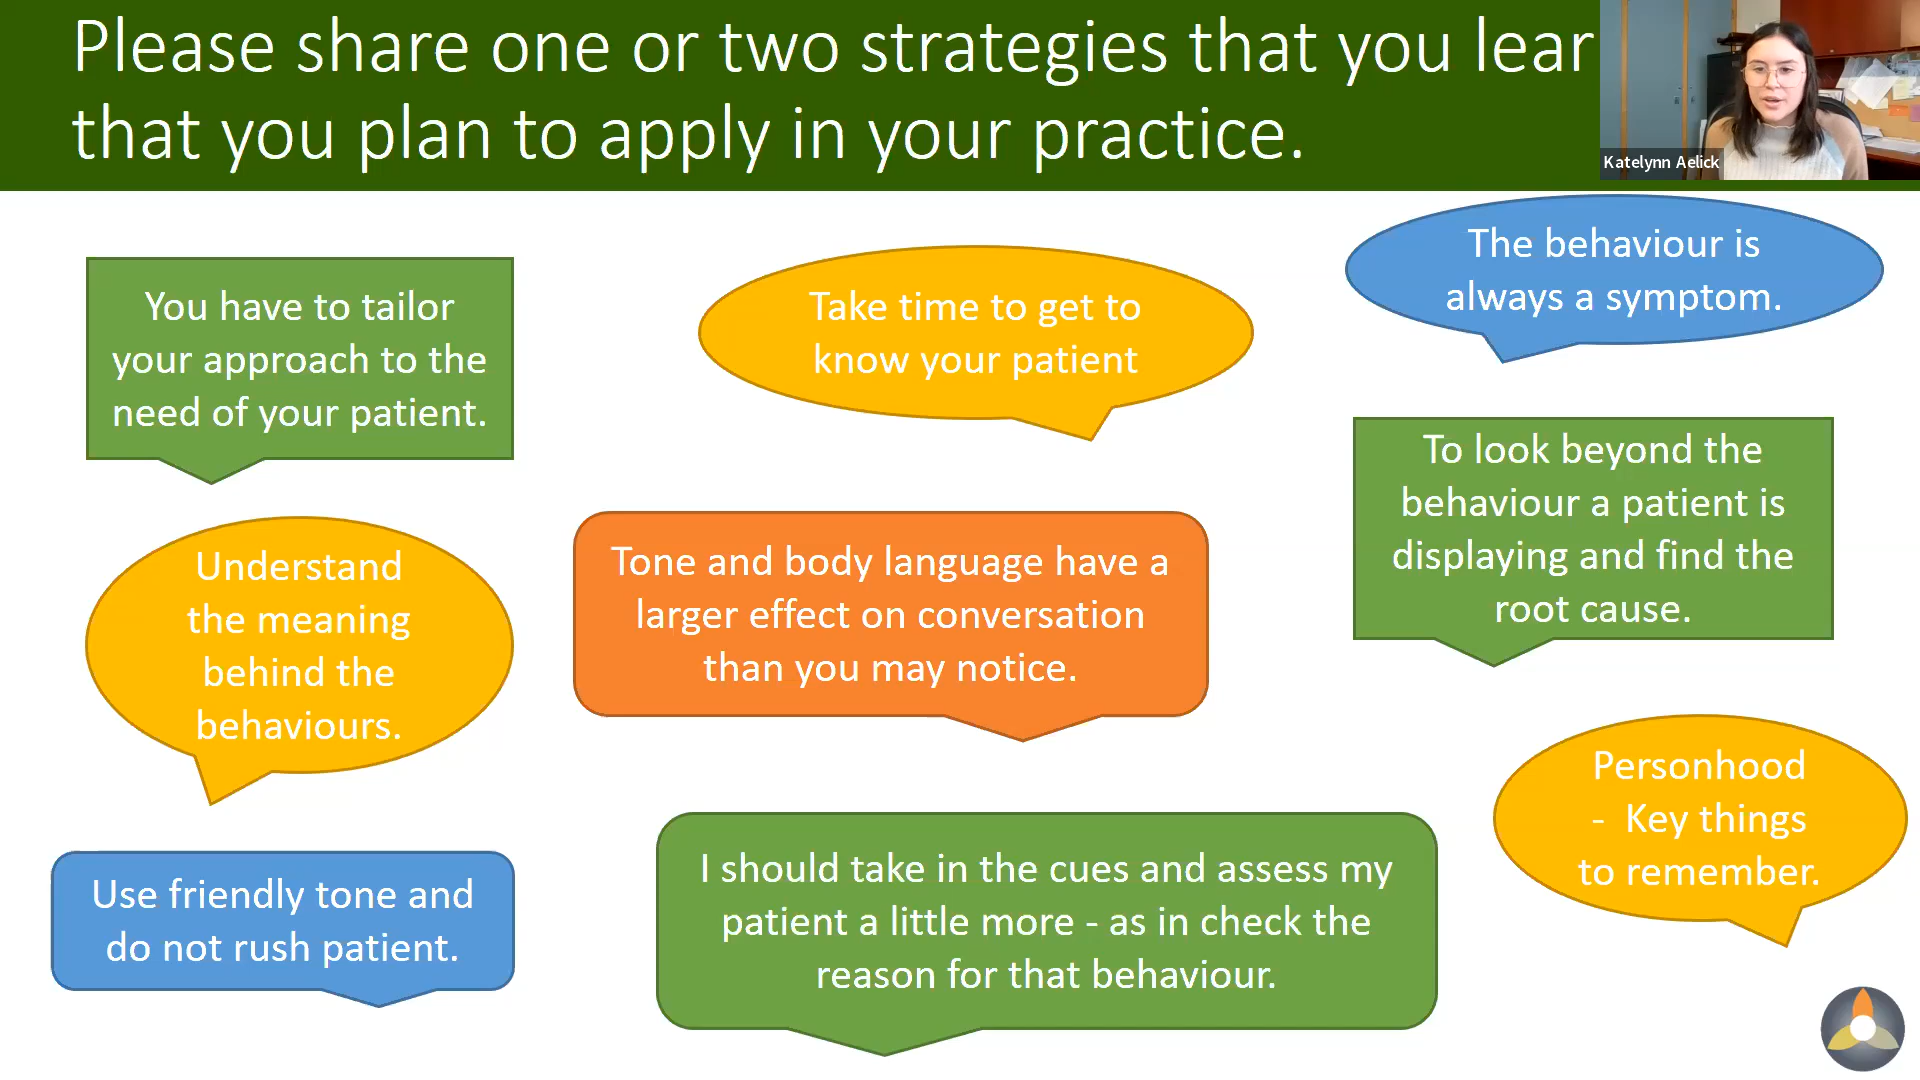 Please share one or two strategies that you lear
that you plan to apply in your practice.
Katelynn Aelick
You have to tailor
your approach to the
need of your patient.
Take time to get to
know your patient
The behaviour is
always a symptom.
Understand
the meaning
behind the
behaviours.
Tone and body language have a
larger effect on conversation
than you may notice.
To look beyond the
behaviour a patient is
displaying and find the
root cause.
Use friendly tone and
do not rush patient.
I should take in the cues and assess my
patient a little more - as in check the
reason for that behaviour.
Personhood
- Key things
to remember.